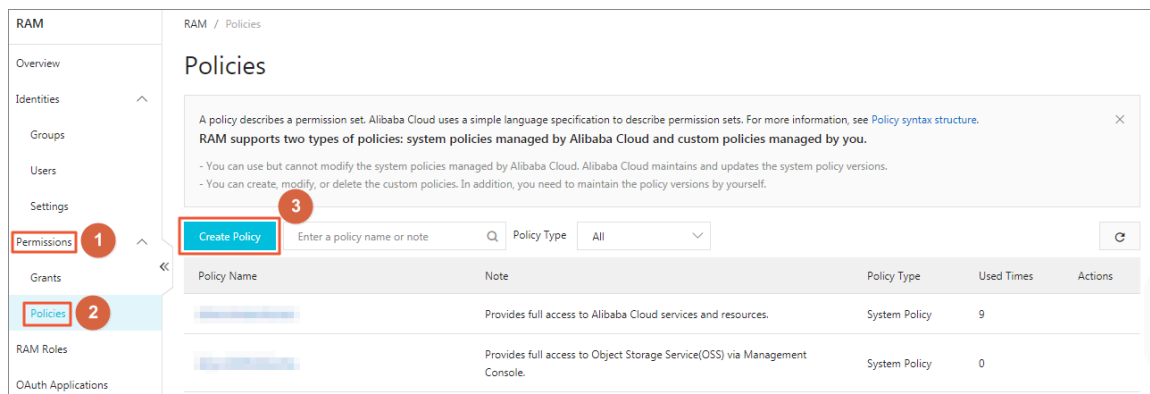 RAM
RAM / Policies
Overview
Policies
Identities
Groups
Users
Settings
Permissions
1
Grants
Policies
2
RAM Roles
OAuth Applications
A policy describes a permission set. Alibaba Cloud uses a simple language specification to describe permission sets. For more information, see Policy syntax structure.
RAM supports two types of policies: system policies managed by Alibaba Cloud and custom policies managed by you.
- You can use but cannot modify the system policies managed by Alibaba Cloud. Alibaba Cloud maintains and updates the system policy versions.
- You can create, modify, or delete the custom policies. In addition, you need to maintain the policy versions by yourself.
3
Create Policy Enter a policy name or note Policy Type All
Policy Name Note Policy Type Used Times Actions
Provides full access to Alibaba Cloud services and resources. System Policy 9
Provides full access to Object Storage Service(OSS) via Management
Console.
System Policy 0